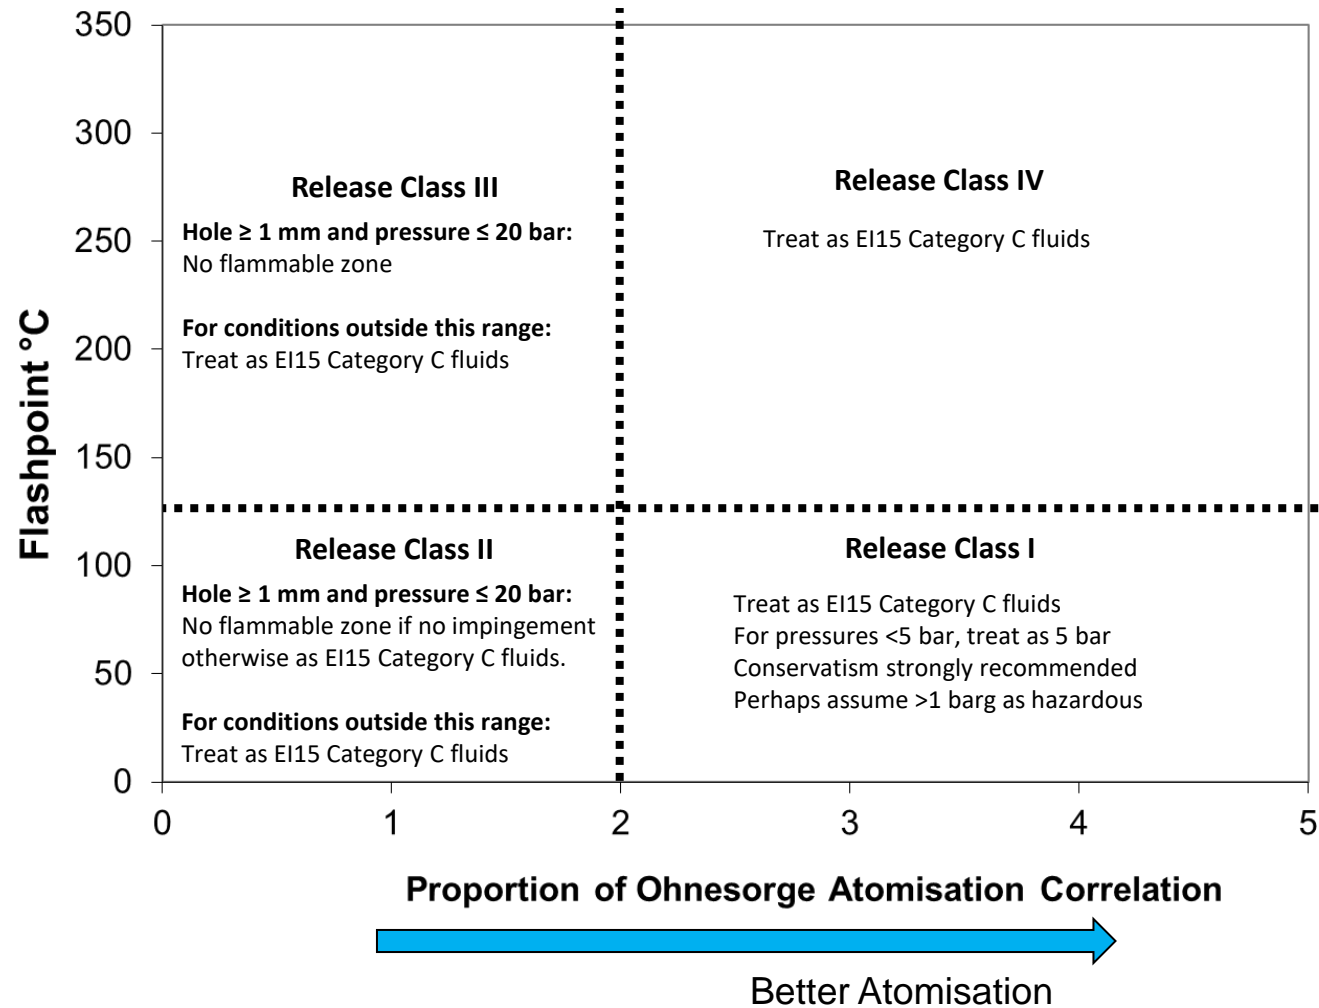 350
300
250
200
150
100
50
0
Flashpoint °C
Release Class III
Hole ≥ 1 mm and pressure ≤ 20 bar:
No flammable zone
For conditions outside this range:
Treat as EI15 Category C fluids
Release Class IV
Treat as EI15 Category C fluids
Release Class II
Hole ≥ 1 mm and pressure ≤ 20 bar:
No flammable zone if no impingement
otherwise as EI15 Category C fluids.
For conditions outside this range:
Treat as EI15 Category C fluids
Release Class I
Treat as EI15 Category C fluids
For pressures <5 bar, treat as 5 bar
Conservatism strongly recommended
Perhaps assume >1 barg as hazardous
0 1 2 3 4 5
Proportion of Ohnesorge Atomisation Correlation
Better Atomisation